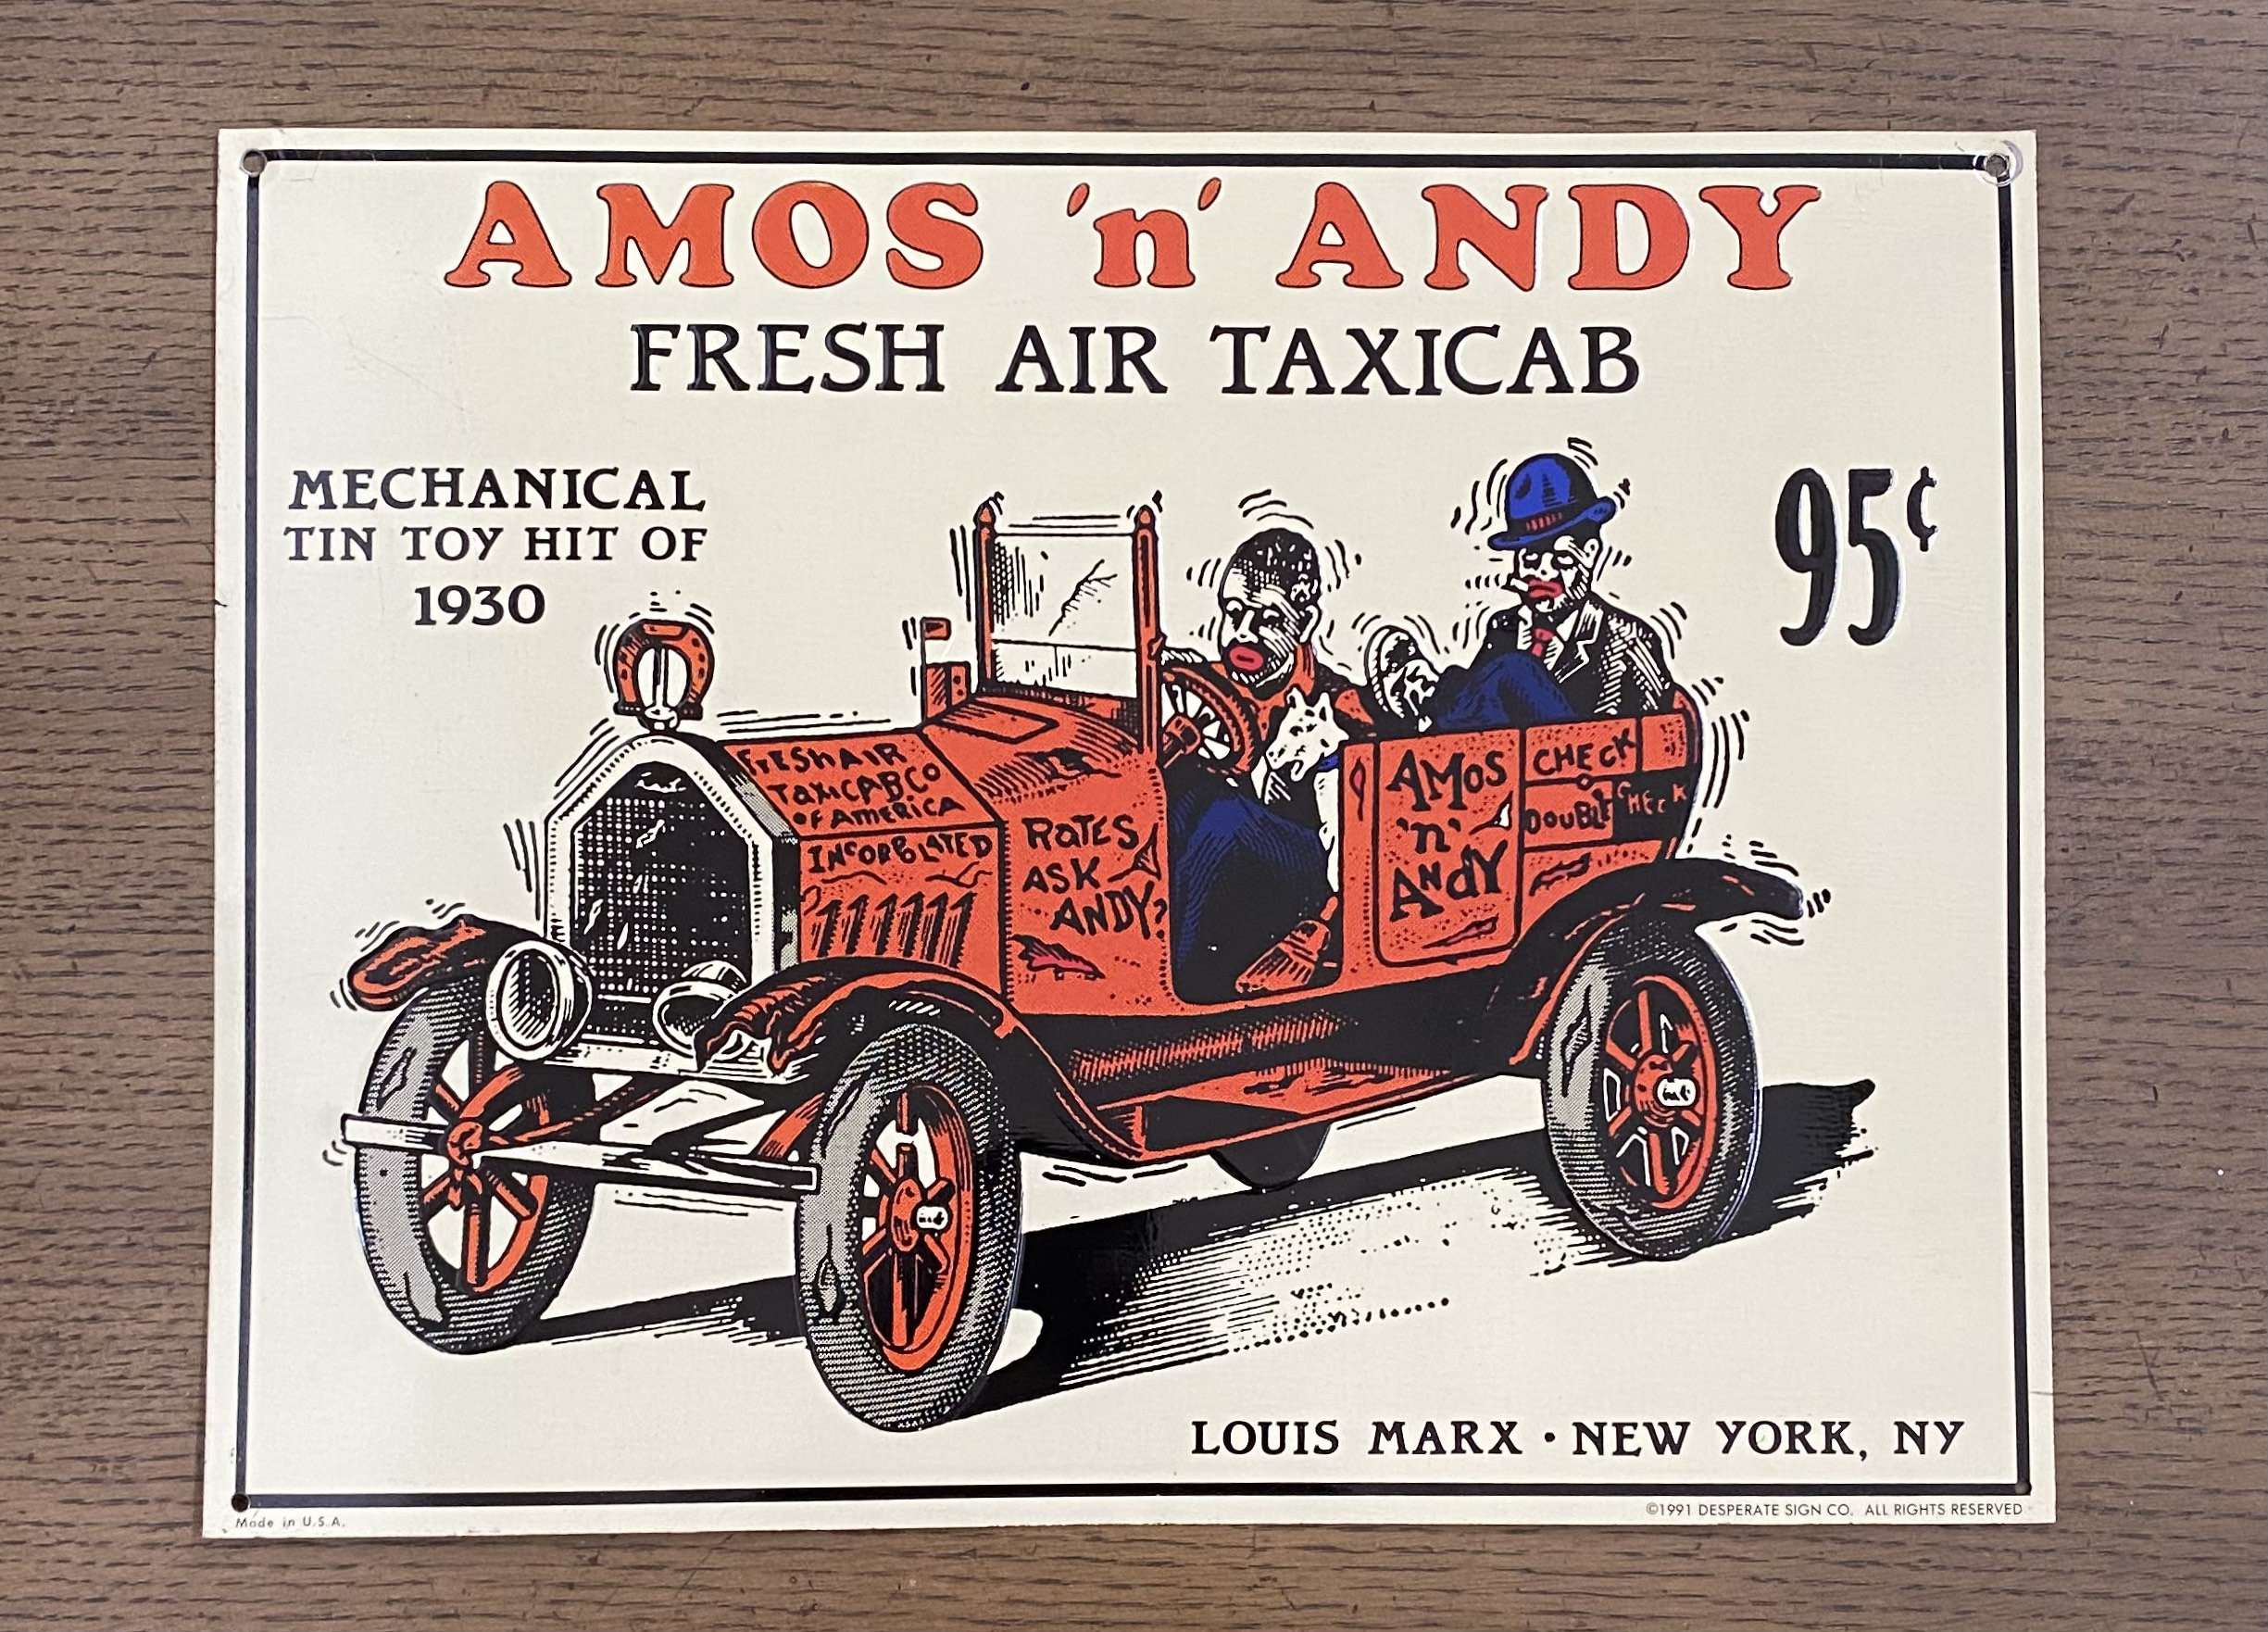 AMOS 'n' ANDY
FRESH AIR TAXICAB
MECHANICAL
TIN TOY HIT OF
1930
95¢
FRESH AIR
TAXICAB CO
OF AMERICA
INCORPULATED
RATES
ASK
ANDY?
AMOS
'n'
ANdY
CHECK
DOUBLE CHECK
LOUIS MARX • NEW YORK, NY
Made in U.S.A.
©1991 DESPERATE SIGN CO. ALL RIGHTS RESERVED